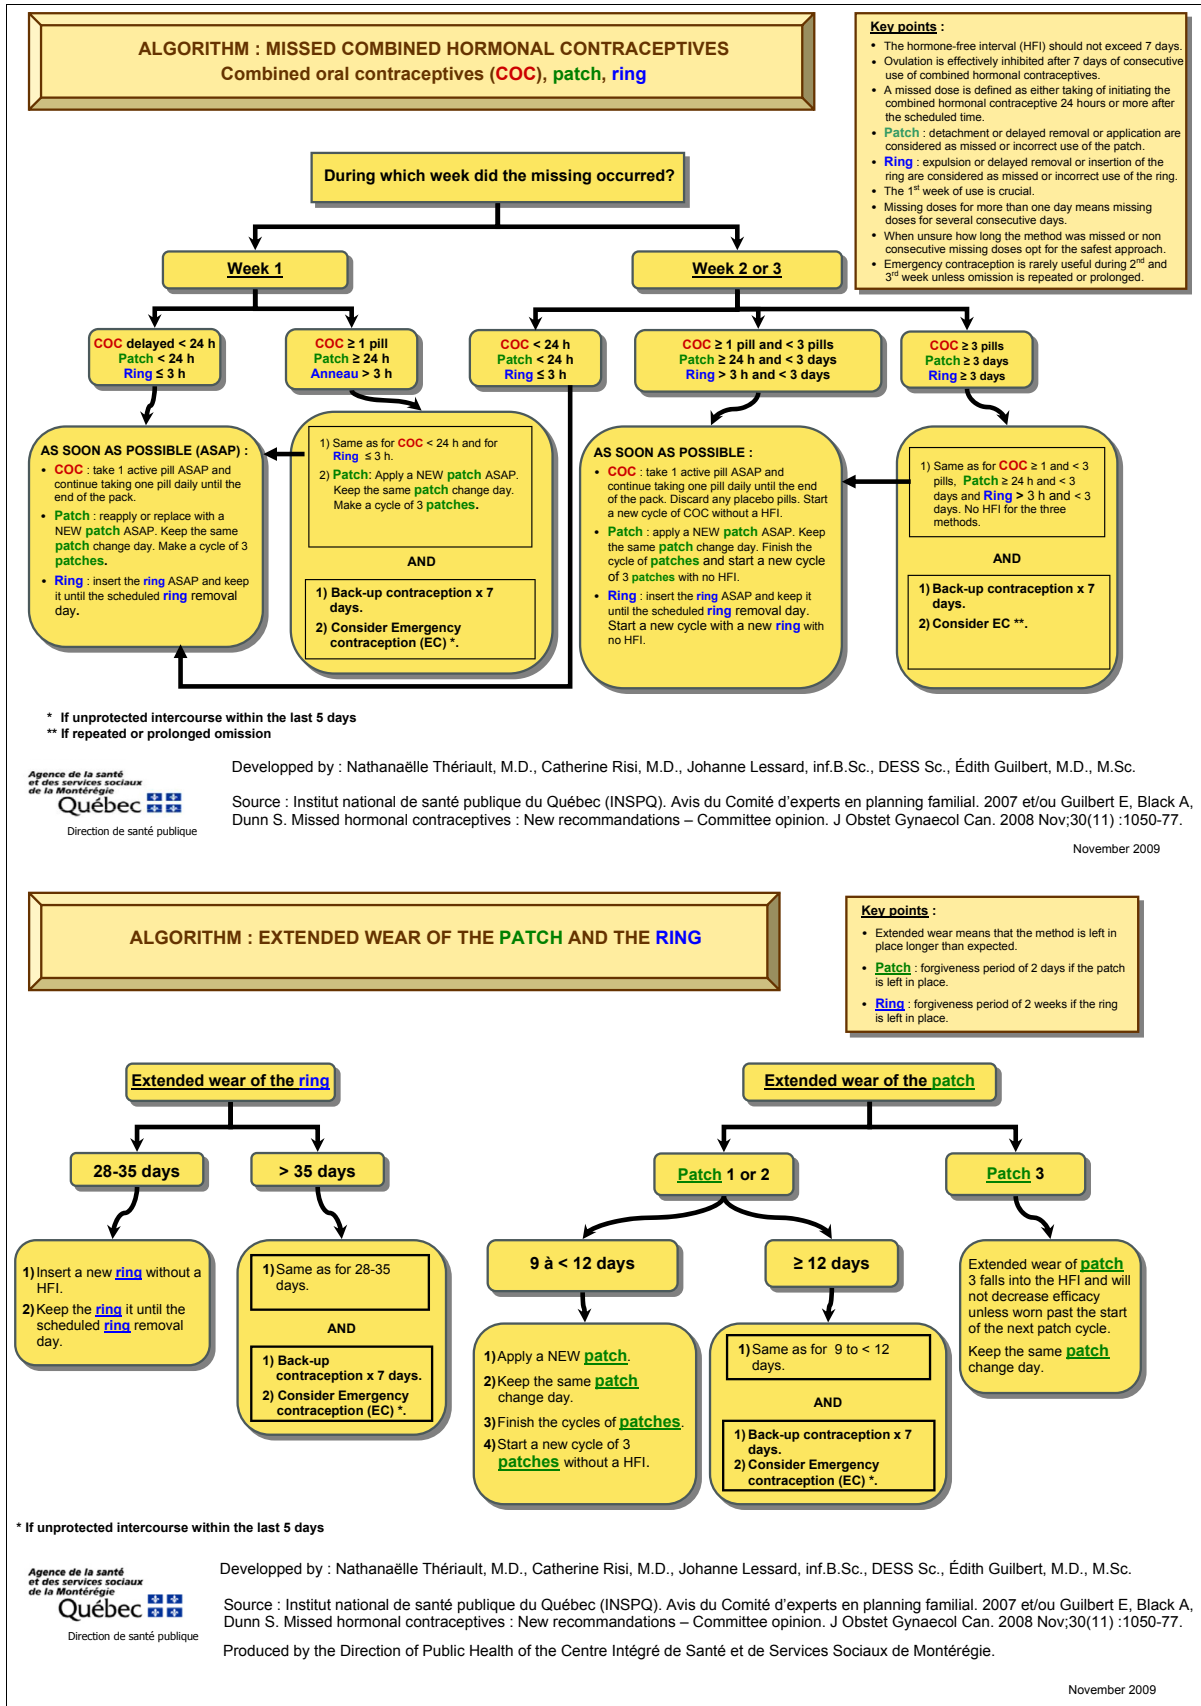 ALGORITHM : MISSED COMBINED HORMONAL CONTRACEPTIVES
Combined oral contraceptives (COC), patch, ring
Key points :
• The hormone-free interval (HFI) should not exceed 7 days.
• Ovulation is effectively inhibited after 7 days of consecutive
use of combined hormonal contraceptives.
• A missed dose is defined as either taking of initiating the
combined hormonal contraceptive 24 hours or more after
the scheduled time.
• Patch : detachment or delayed removal or application are
considered as missed or incorrect use of the patch.
• Ring : expulsion or delayed removal or insertion of the
ring are considered as missed or incorrect use of the ring.
• The 1st week of use is crucial.
• Missing doses for more than one day means missing
doses for several consecutive days.
• When unsure how long the method was missed or non
consecutive missing doses opt for the safest approach.
• Emergency contraception is rarely useful during 2nd and
3rd week unless omission is repeated or prolonged.
During which week did the missing occurred?
Week 1
Week 2 or 3
COC delayed < 24 h
Patch < 24 h
Ring ≤ 3 h
COC ≥ 1 pill
Patch ≥ 24 h
Anneau > 3 h
COC < 24 h
Patch < 24 h
Ring ≤ 3 h
COC ≥ 1 pill and < 3 pills
Patch ≥ 24 h and < 3 days
Ring > 3 h and < 3 days
COC ≥ 3 pills
Patch ≥ 3 days
Ring ≥ 3 days
AS SOON AS POSSIBLE (ASAP) :
• COC : take 1 active pill ASAP and
continue taking one pill daily until the
end of the pack.
• Patch : reapply or replace with a
NEW patch ASAP. Keep the same
patch change day. Make a cycle of 3
patches.
• Ring : insert the ring ASAP and keep
it until the scheduled ring removal
day.
1) Same as for COC < 24 h and for
Ring ≤ 3 h.
2) Patch: Apply a NEW patch ASAP.
Keep the same patch change day.
Make a cycle of 3 patches.
AND
1) Back-up contraception x 7
days.
2) Consider Emergency
contraception (EC) *.
AS SOON AS POSSIBLE :
• COC : take 1 active pill ASAP and
continue taking one pill daily until the end
of the pack. Discard any placebo pills. Start
a new cycle of COC without a HFI.
• Patch : apply a NEW patch ASAP. Keep
the same patch change day. Finish the
cycle of patches and start a new cycle
of 3 patches with no HFI.
• Ring : insert the ring ASAP and keep it
until the scheduled ring removal day.
Start a new cycle with a new ring with
no HFI.
1) Same as for COC ≥ 1 and < 3
pills, Patch ≥ 24 h and < 3
days and Ring > 3 h and < 3
days. No HFI for the three
methods.
AND
1) Back-up contraception x 7
days.
2) Consider EC **.
* If unprotected intercourse within the last 5 days
** If repeated or prolonged omission
Agence de la santé
et des services sociaux
de la Montérégie
Québec
Direction de santé publique
Developped by : Nathanaëlle Thériault, M.D., Catherine Risi, M.D., Johanne Lessard, inf.B.Sc., DESS Sc., Édith Guilbert, M.D., M.Sc.
Source : Institut national de santé publique du Québec (INSPQ). Avis du Comité d'experts en planning familial. 2007 et/ou Guilbert E, Black A,
Dunn S. Missed hormonal contraceptives : New recommandations – Committee opinion. J Obstet Gynaecol Can. 2008 Nov;30(11) :1050-77.
November 2009
ALGORITHM : EXTENDED WEAR OF THE PATCH AND THE RING
Key points :
• Extended wear means that the method is left in
place longer than expected.
• Patch : forgiveness period of 2 days if the patch
is left in place.
• Ring : forgiveness period of 2 weeks if the ring
is left in place.
Extended wear of the ring
Extended wear of the patch
28-35 days
> 35 days
Patch 1 or 2
Patch 3
1) Insert a new ring without a
HFI.
2) Keep the ring it until the
scheduled ring removal
day.
1) Same as for 28-35
days.
AND
1) Back-up
contraception x 7 days.
2) Consider Emergency
contraception (EC) *.
9 à < 12 days
≥ 12 days
1) Apply a NEW patch.
2) Keep the same patch
change day.
3) Finish the cycles of patches.
4) Start a new cycle of 3
patches without a HFI.
1) Same as for 9 to < 12
days.
AND
1) Back-up contraception x 7
days.
2) Consider Emergency
contraception (EC) *.
Extended wear of patch
3 falls into the HFI and will
not decrease efficacy
unless worn past the start
of the next patch cycle.
Keep the same patch
change day.
* If unprotected intercourse within the last 5 days
Agence de la santé
et des services sociaux
de la Montérégie
Québec
Direction de santé publique
Developped by : Nathanaëlle Thériault, M.D., Catherine Risi, M.D., Johanne Lessard, inf.B.Sc., DESS Sc., Édith Guilbert, M.D., M.Sc.
Source : Institut national de santé publique du Québec (INSPQ). Avis du Comité d'experts en planning familial. 2007 et/ou Guilbert E, Black A,
Dunn S. Missed hormonal contraceptives : New recommandations – Committee opinion. J Obstet Gynaecol Can. 2008 Nov;30(11) :1050-77.
Produced by the Direction of Public Health of the Centre Intégré de Santé et de Services Sociaux de Montérégie.
November 2009